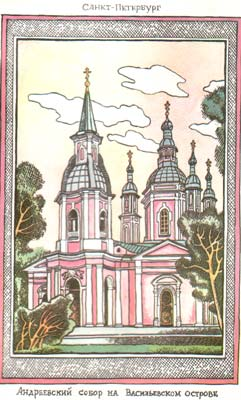 Санкт-Петербург
Андреевский собор на Васильевском острове